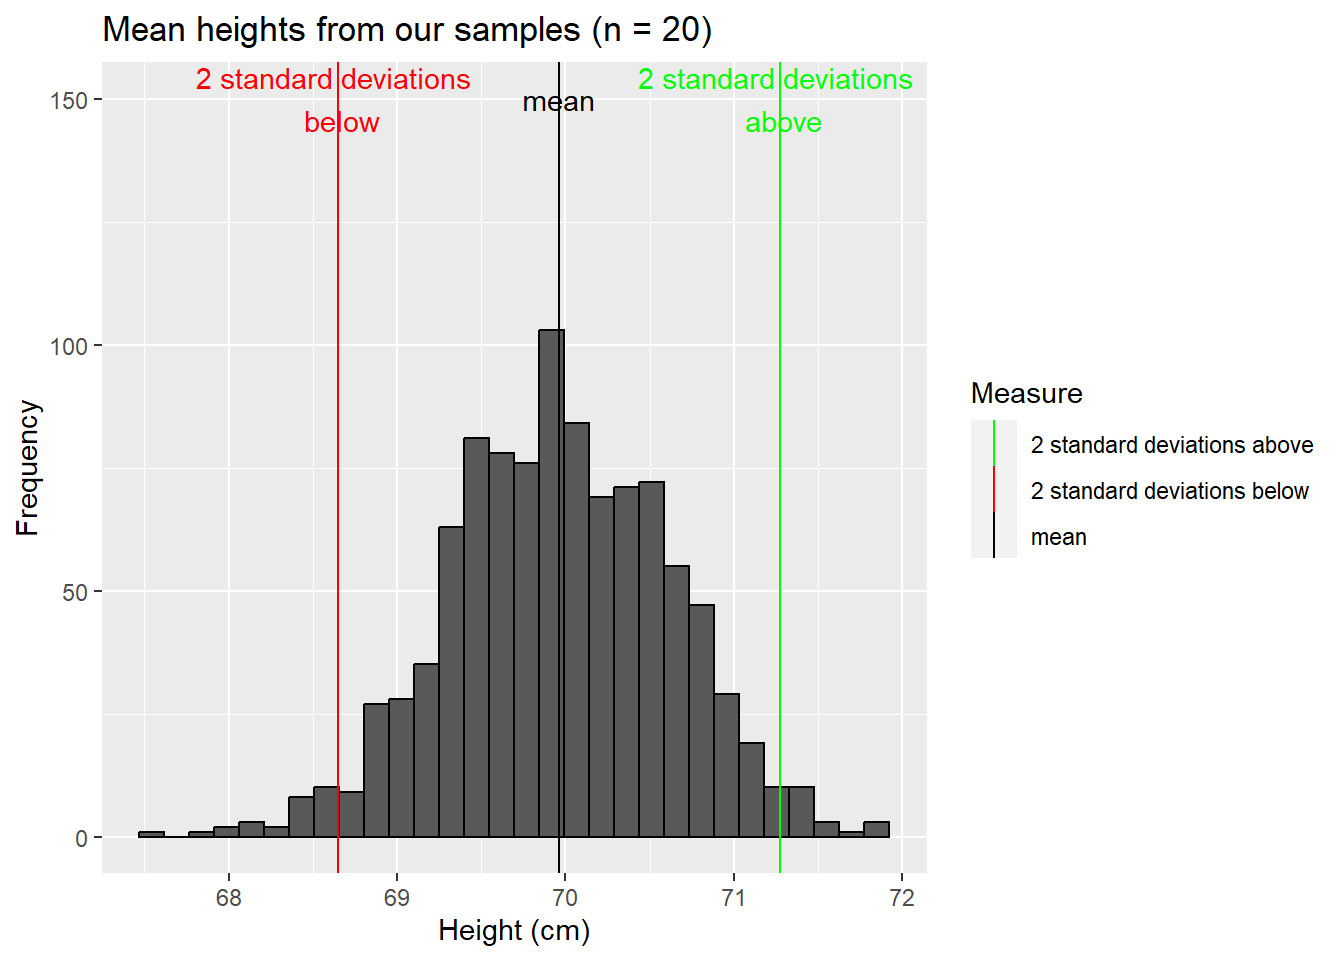 Mean heights from our samples (n = 20)
2 standard deviations
below
mean
2 standard deviations
above
150
100
50
0
Frequency
68
69
70
71
72
Height (cm)
Measure
2 standard deviations above
2 standard deviations below
mean